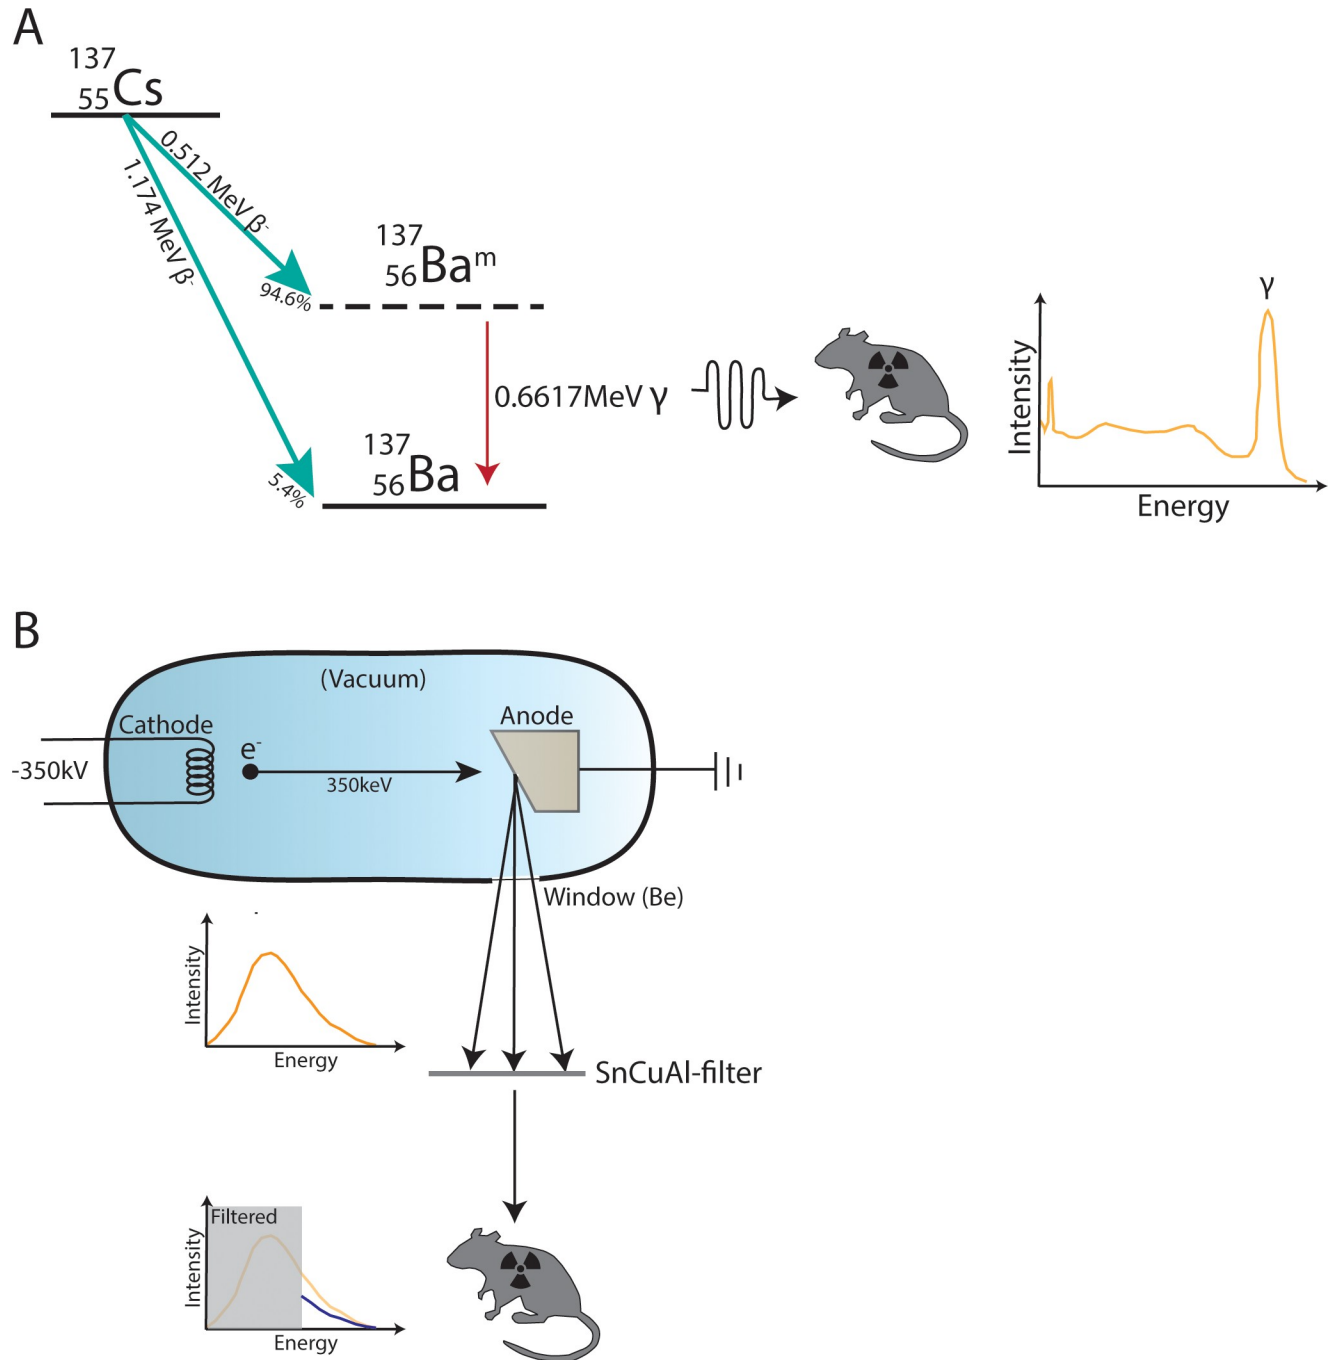 A
137
55Cs
0.512 MeV β-
1.174 MeV β-
137
56Bam
94.6%
0.6617MeV γ
137
56Ba
5.4%
γ
Intensity
Energy
B
(Vacuum)
Cathode
Anode
e-
-350kV
350keV
Window (Be)
Intensity
Energy
SnCuAl-filter
Filtered
Intensity
Energy